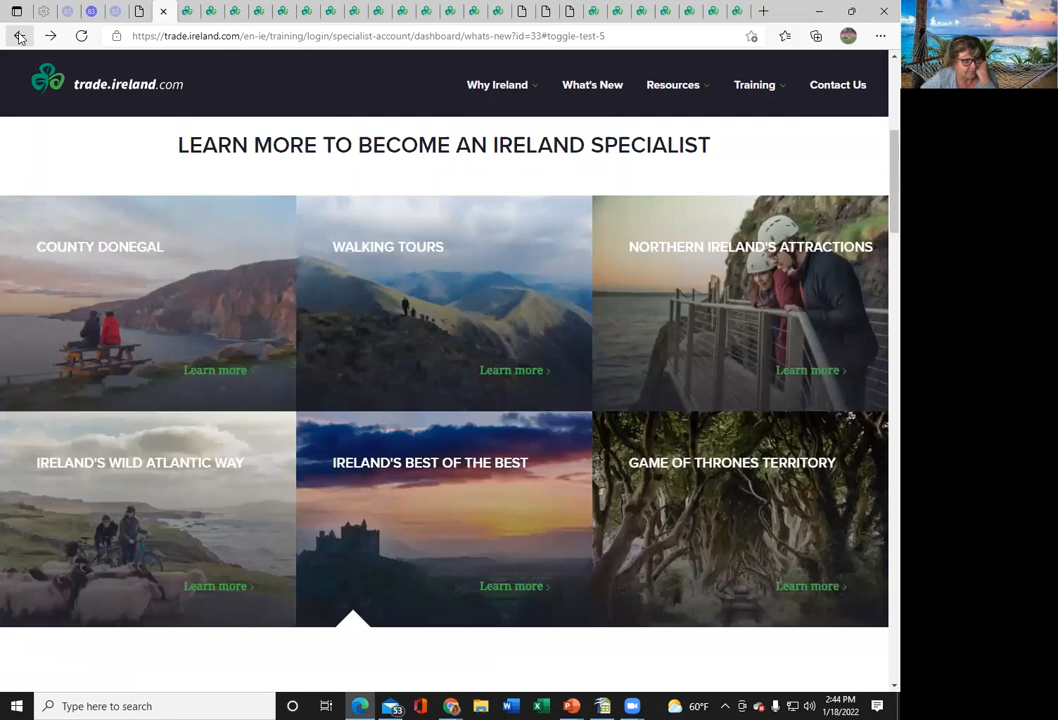 83
https://trade.ireland.com/en-ie/training/login/specialist-account/dashboard/whats-new?id=33#toggle-test-5
trade.ireland.com
Why Ireland
What's New
Resources
Training
Contact Us
LEARN MORE TO BECOME AN IRELAND SPECIALIST
COUNTY DONEGAL
WALKING TOURS
NORTHERN IRELAND'S ATTRACTIONS
Learn more
Learn more
Learn more
IRELAND'S WILD ATLANTIC WAY
IRELAND'S BEST OF THE BEST
GAME OF THRONES TERRITORY
Learn more
Learn more
Learn more
Type here to search
53
60°F
2:44 PM
1/18/2022